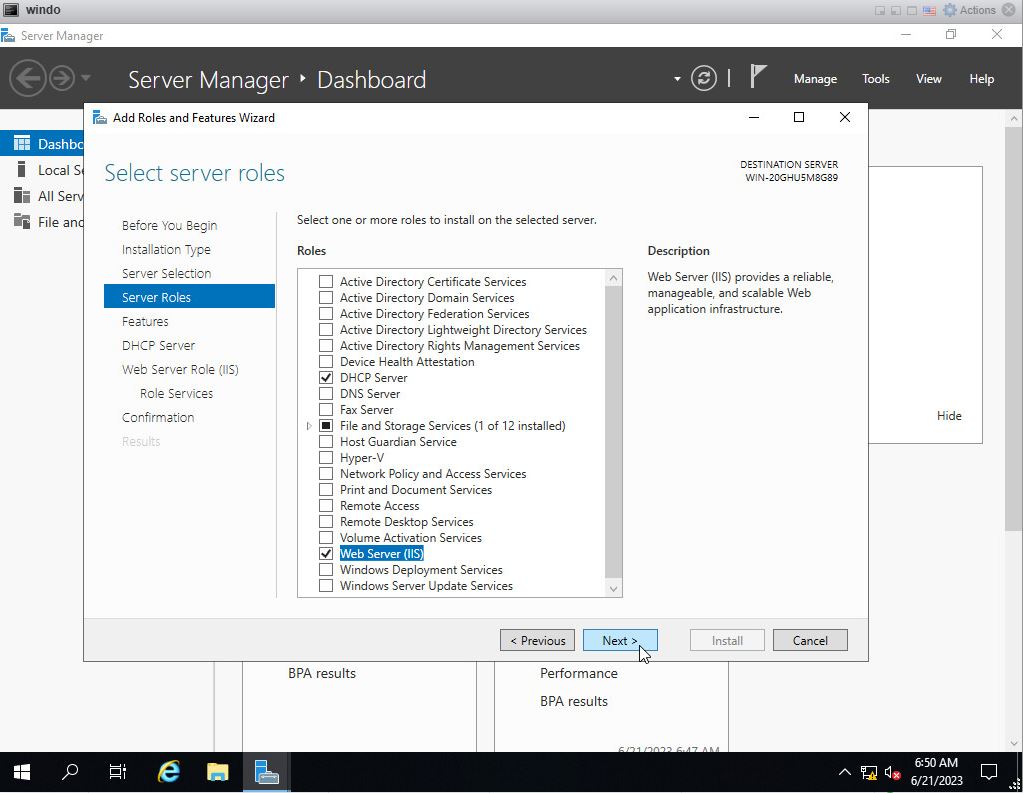 windo
Actions
Server Manager
Server Manager ‣ Dashboard
Manage Tools View Help
Add Roles and Features Wizard
Dashbo
Local Se
All Serv
File and
Select server roles
DESTINATION SERVER
WIN-20GHU5M8G89
Before You Begin
Installation Type
Server Selection
Server Roles
Features
DHCP Server
Web Server Role (IIS)
Role Services
Confirmation
Results
Select one or more roles to install on the selected server.
Roles
Active Directory Certificate Services
Active Directory Domain Services
Active Directory Federation Services
Active Directory Lightweight Directory Services
Active Directory Rights Management Services
Device Health Attestation
DHCP Server
DNS Server
Fax Server
File and Storage Services (1 of 12 installed)
Host Guardian Service
Hyper-V
Network Policy and Access Services
Print and Document Services
Remote Access
Remote Desktop Services
Volume Activation Services
Web Server (IIS)
Windows Deployment Services
Windows Server Update Services
Description
Web Server (IIS) provides a reliable,
manageable, and scalable Web
application infrastructure.
Hide
< Previous Next > Install Cancel
BPA results
Performance
BPA results
6/21/2023 6:47 AM
6:50 AM
6/21/2023